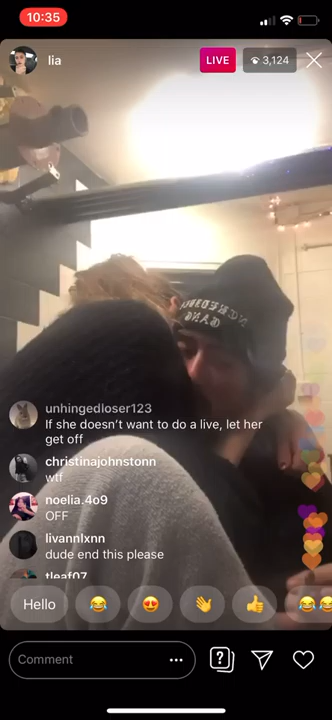 10:35
lia
LIVE
3,124
unhingedloser123
If she doesn't want to do a live, let her
get off
christinajohnstonn
wtf
noelia.4o9
OFF
livannlxnn
dude end this please
tleaf07
Hello
Comment